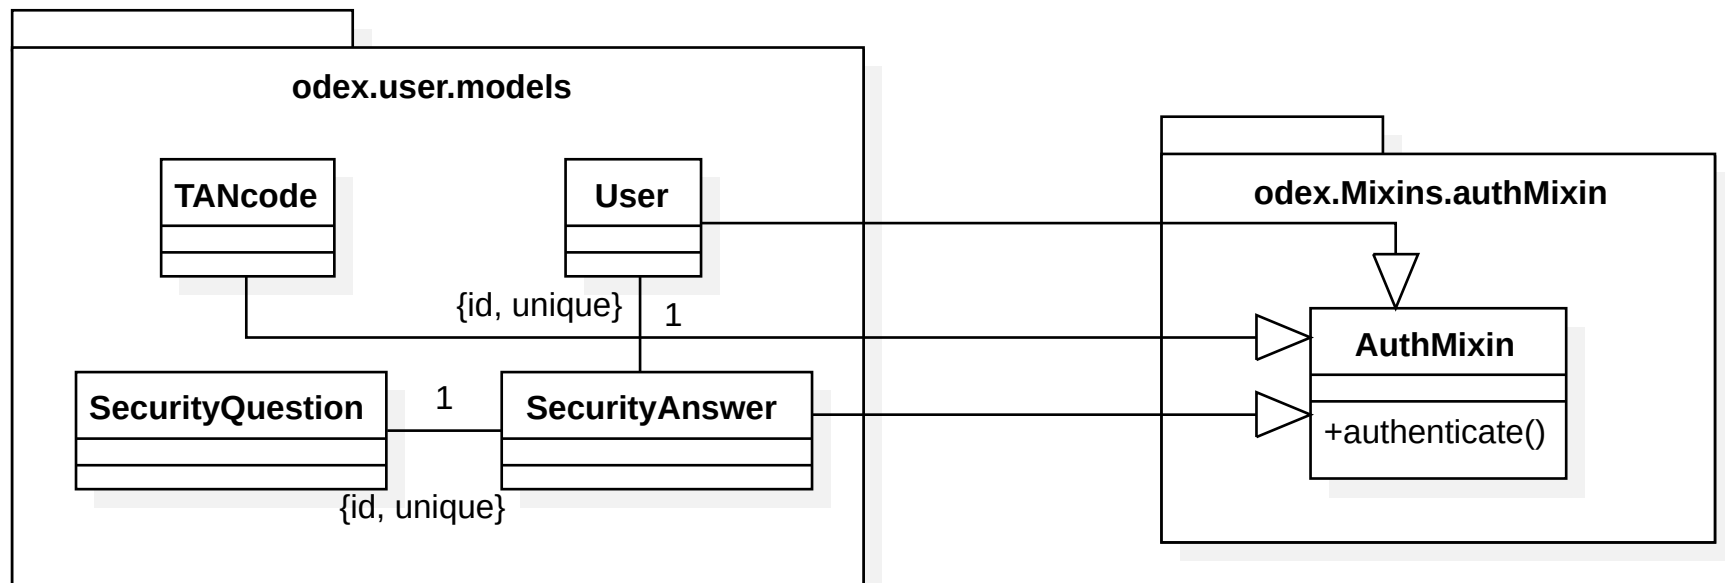 odex.user.models
odex.Mixins.authMixin
TANcode
User
{id, unique}
1
AuthMixin
+authenticate()
SecurityQuestion
1
SecurityAnswer
{id, unique}